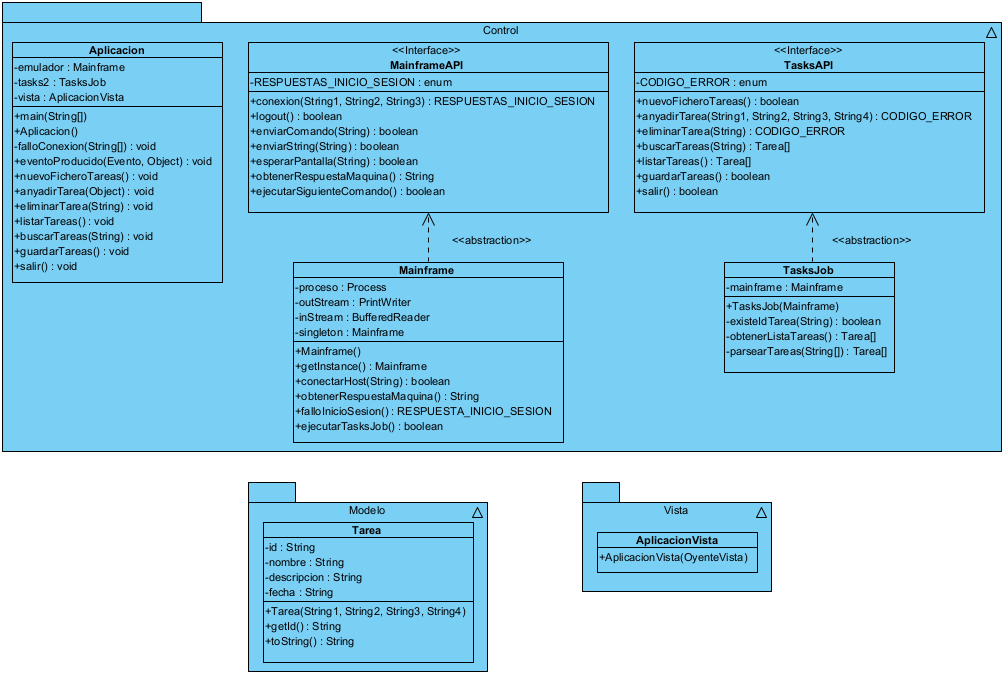 Control
Aplicacion
-emulador : Mainframe
-tasks2 : TasksJob
-vista : AplicacionVista
+main(String[])
+Aplicacion()
-falloConexion(String[]) : void
+eventoProducido(Evento, Object) : void
+nuevoFicheroTareas() : void
+anyadirTarea(Object) : void
+eliminarTarea(String) : void
+listarTareas() : void
+buscarTareas(String) : void
+guardarTareas() : void
+salir() : void
<<Interface>>
MainframeAPI
-RESPUESTAS_INICIO_SESION : enum
+conexion(String1, String2, String3) : RESPUESTAS_INICIO_SESION
+logout() : boolean
+enviarComando(String) : boolean
+enviarString(String) : boolean
+esperarPantalla(String) : boolean
+obtenerRespuestaMaquina() : String
+ejecutarSiguienteComando() : boolean
<<Interface>>
TasksAPI
-CODIGO_ERROR : enum
+nuevoFicheroTareas() : boolean
+anyadirTarea(String1, String2, String3, String4) : CODIGO_ERROR
+eliminarTarea(String) : CODIGO_ERROR
+buscarTareas(String) : Tarea[]
+listarTareas() : Tarea[]
+guardarTareas() : boolean
+salir() : boolean
<<abstraction>>
<<abstraction>>
Mainframe
-proceso : Process
-outStream : PrintWriter
-inStream : BufferedReader
-singleton : Mainframe
+Mainframe()
+getInstance() : Mainframe
+conectarHost(String) : boolean
+obtenerRespuestaMaquina() : String
+falloInicioSesion() : RESPUESTA_INICIO_SESION
+ejecutarTasksJob() : boolean
TasksJob
-mainframe : Mainframe
+TasksJob(Mainframe)
-existeIdTarea(String) : boolean
-obtenerListaTareas() : Tarea[]
-parsearTareas(String[]) : Tarea[]
Modelo
Tarea
-id : String
-nombre : String
-descripcion : String
-fecha : String
+Tarea(String1, String2, String3, String4)
+getId() : String
+toString() : String
Vista
AplicacionVista
+AplicacionVista(OyenteVista)